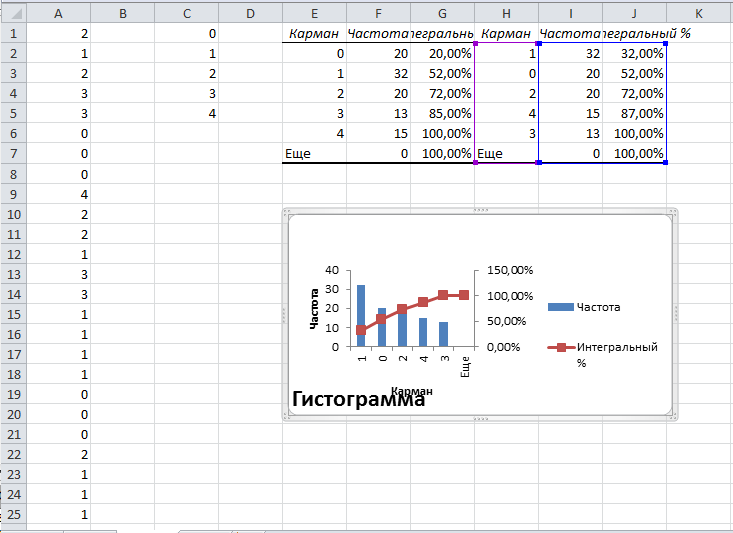 A B C D E F G H I J K
1 2 0 Карман Частота тегральны Карман Частота тегральный %
2 1 1 0 20 20,00% 1 32 32,00%
3 2 2 1 32 52,00% 0 20 52,00%
4 3 3 2 20 72,00% 2 20 72,00%
5 3 4 3 13 85,00% 4 15 87,00%
6 0 4 15 100,00% 3 13 100,00%
7 0 Еще 0 100,00% Еще 0 100,00%
8 0
9 4
10 2
11 2
12 1
13 3
14 3
15 1
16 1
17 1
18 1
19 0
20 0
21 0
22 2
23 1
24 1
25 1
Частота
40
30
20
10
0
150,00%
100,00%
50,00%
0,00%
1 0 2 4 3 Еще
Карман
Гистограмма
Частота
Интегральный
%